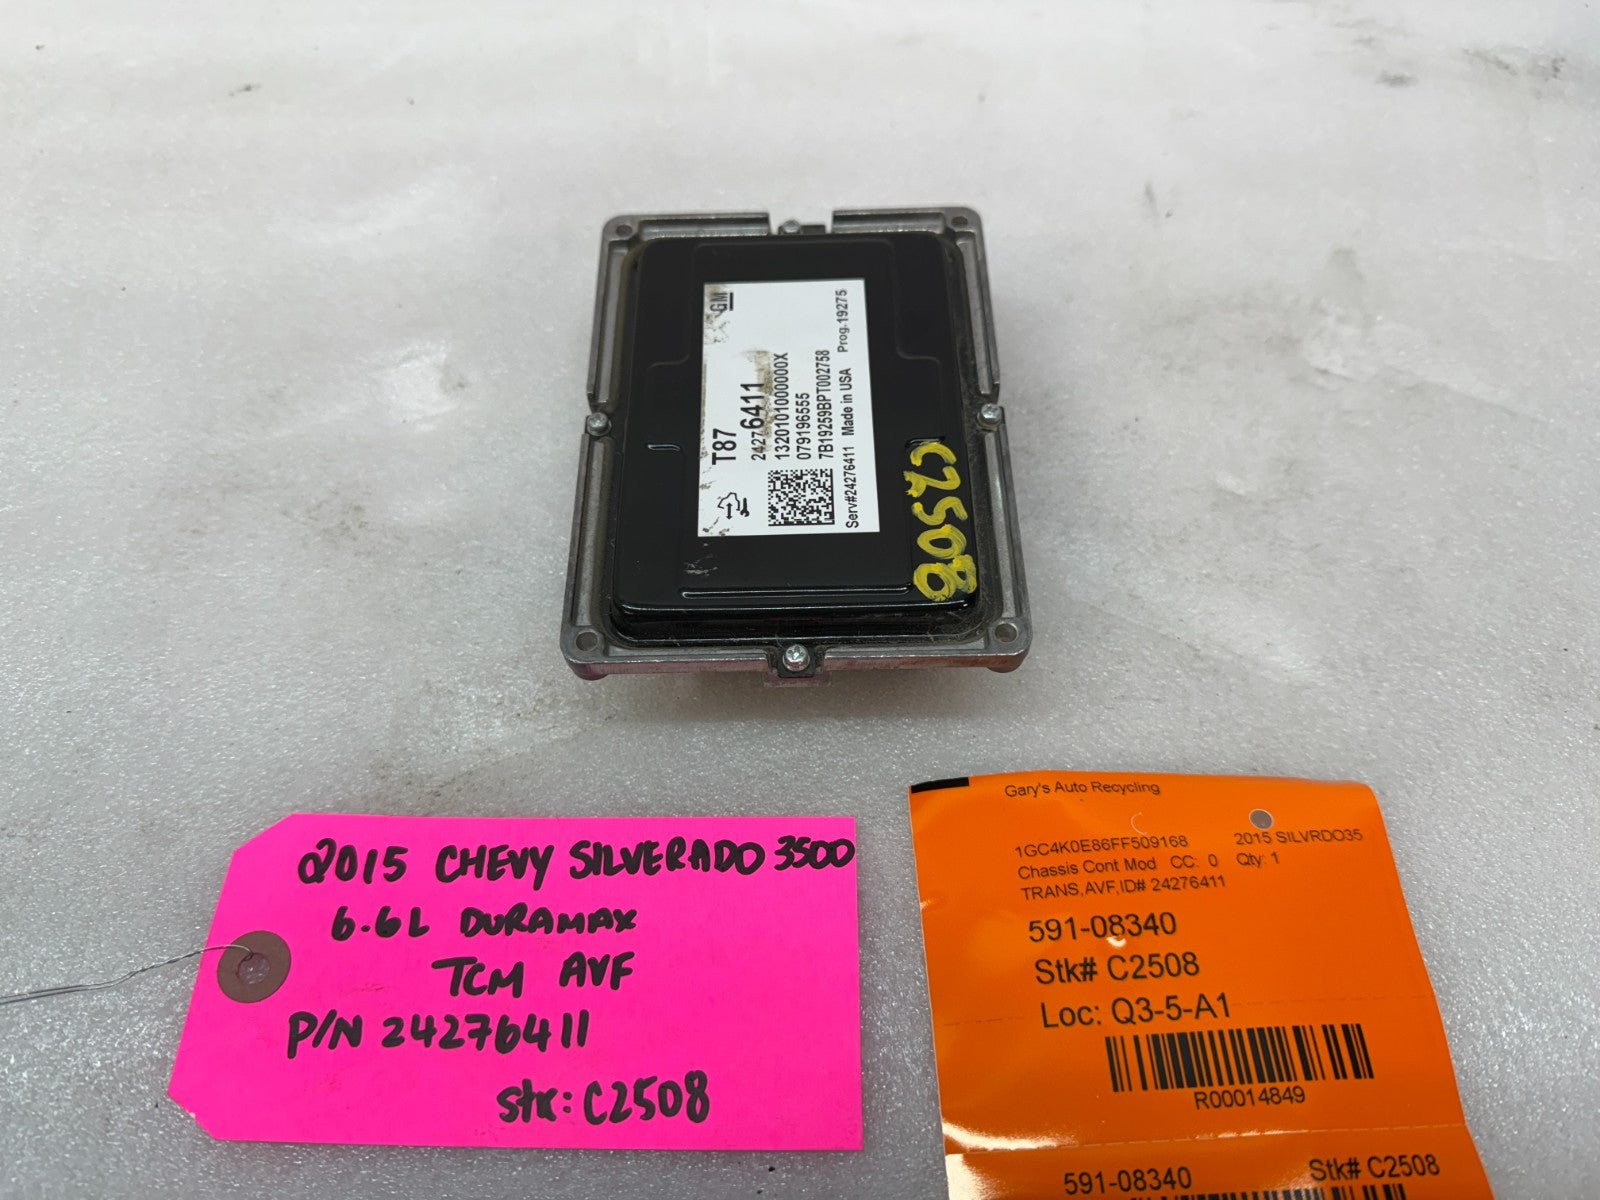 GM
T87
24276411
13201010000000X
079196555
7B19259BPT002758
Serv#24276411 Made in USA Prog.19275
C2508
2015 CHEVY SILVERADO 3500
6.6L DURAMAX
TCM AVF
P/N 24276411
stk: C2508
Gary's Auto Recycling
1GC4K0E86FF509168 2015 SILVRDO35
Chassis Cont Mod CC: 0 Qty: 1
TRANS,AVF,ID# 24276411
591-08340
Stk# C2508
Loc: Q3-5-A1
R00014849
591-08340 Stk# C2508